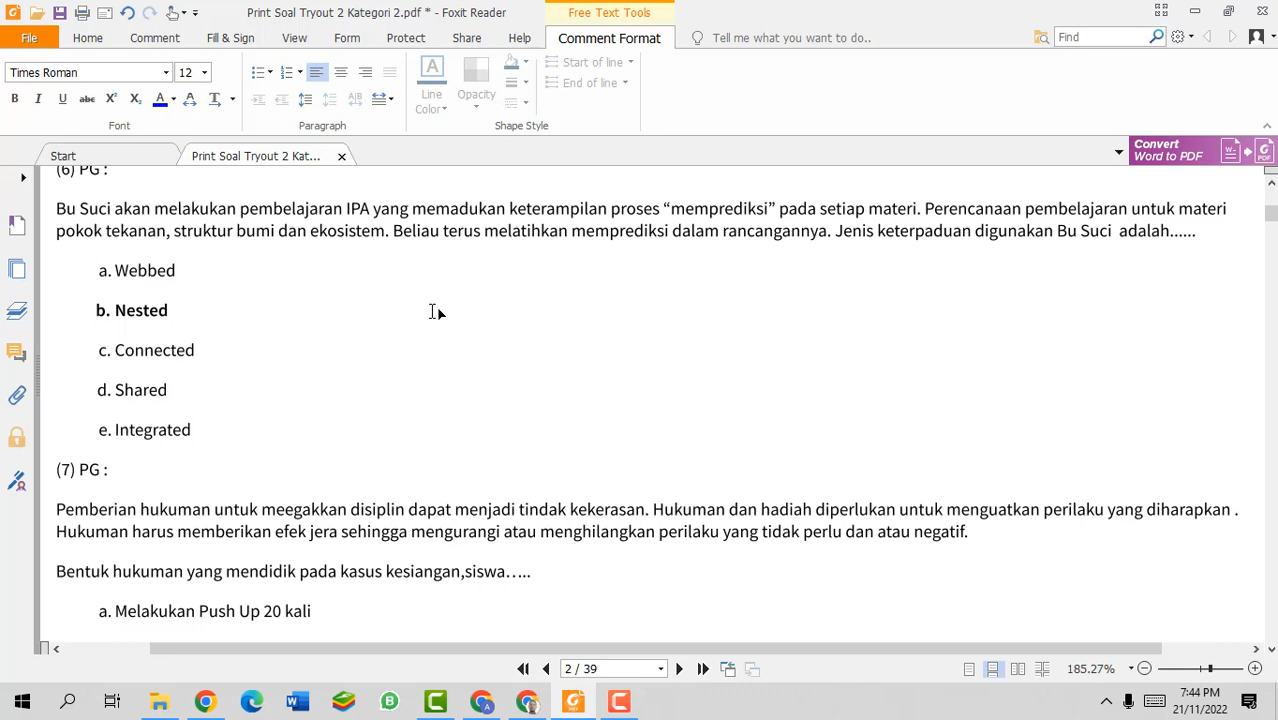 Print Soal Tryout 2 Kategori 2.pdf * - Foxit Reader
Free Text Tools
File Home Comment Fill & Sign View Form Protect Share Help Comment Format Tell me what you want to do.. Find
Times Roman 12
Start of line
End of line
B I U abc X² X₂ A A T
Line Color
Opacity
Font Paragraph Shape Style
Start Print Soal Tryout 2 Kat... Convert Word to PDF
(6) PG :
Bu Suci akan melakukan pembelajaran IPA yang memadukan keterampilan proses “memprediksi” pada setiap materi. Perencanaan pembelajaran untuk materi
pokok tekanan, struktur bumi dan ekosistem. Beliau terus melatihkan memprediksi dalam rancangannya. Jenis keterpaduan digunakan Bu Suci adalah......
a. Webbed
b. Nested
c. Connected
d. Shared
e. Integrated
(7) PG :
Pemberian hukuman untuk meegakkan disiplin dapat menjadi tindak kekerasan. Hukuman dan hadiah diperlukan untuk menguatkan perilaku yang diharapkan .
Hukuman harus memberikan efek jera sehingga mengurangi atau menghilangkan perilaku yang tidak perlu dan atau negatif.
Bentuk hukuman yang mendidik pada kasus kesiangan,siswa…..
a. Melakukan Push Up 20 kali
2 / 39
185.27%
7:44 PM
21/11/2022